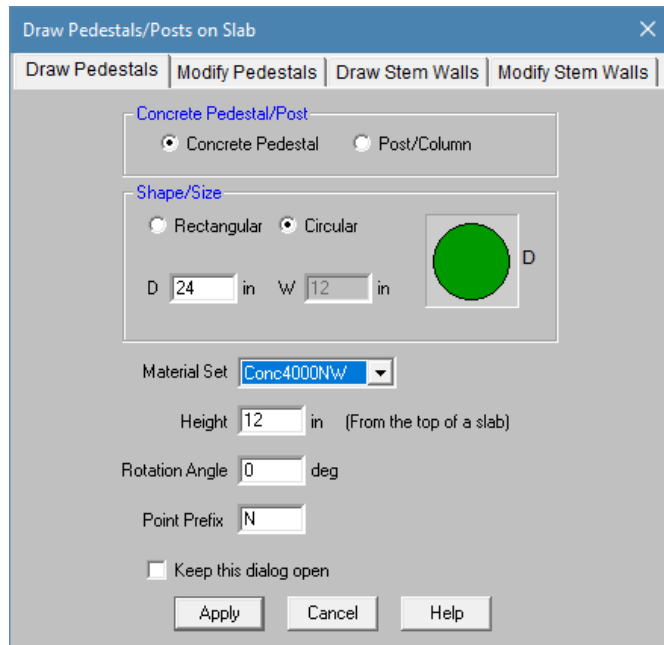 Draw Pedestals/Posts on Slab
Draw Pedestals Modify Pedestals Draw Stem Walls Modify Stem Walls
Concrete Pedestal/Post
Concrete Pedestal Post/Column
Shape/Size
Rectangular Circular
D
D 24 in W 12 in
Material Set Conc4000NW
Height 12 in (From the top of a slab)
Rotation Angle 0 deg
Point Prefix N
Keep this dialog open
Apply Cancel Help